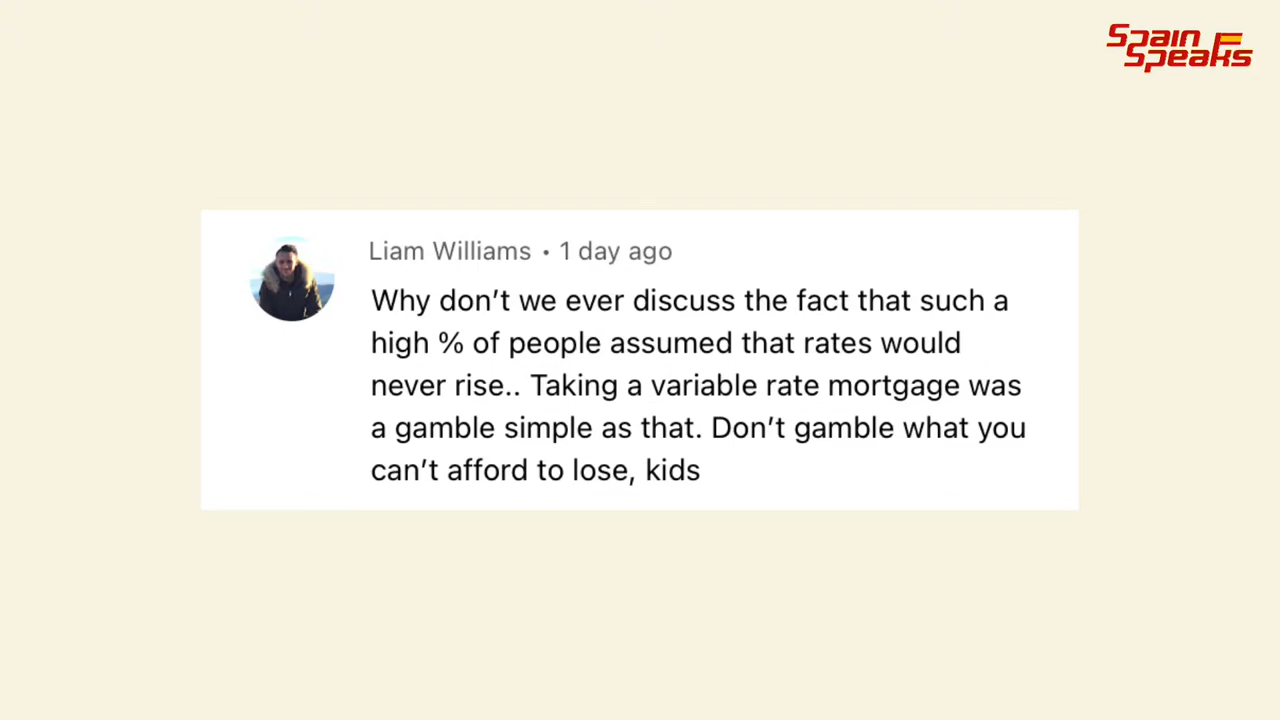 Spain
Speaks
Liam Williams • 1 day ago
Why don’t we ever discuss the fact that such a
high % of people assumed that rates would
never rise.. Taking a variable rate mortgage was
a gamble simple as that. Don’t gamble what you
can’t afford to lose, kids